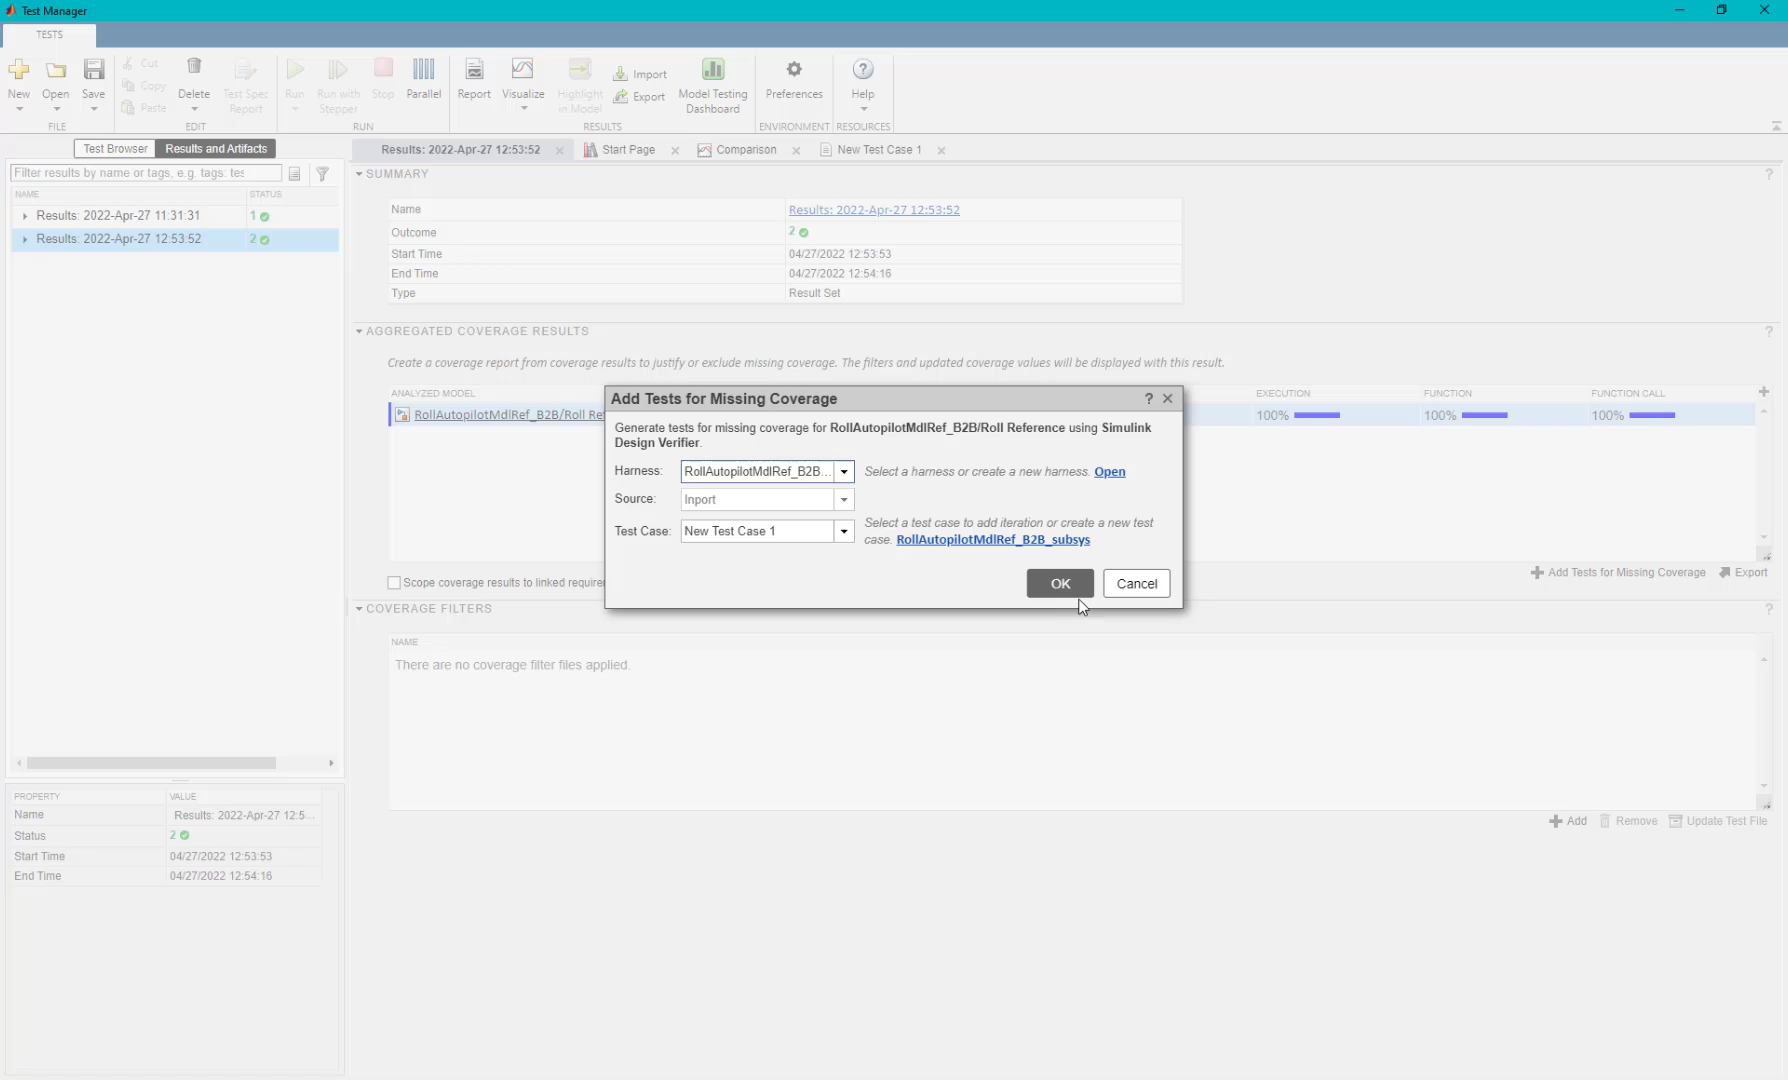 Test Manager
TESTS
New
Open
Save
Cut
Copy
Paste
Delete
Test Spec
Report
Run
Run with
Stepper
Stop
Parallel
Report
Visualize
Highlight
in Model
Import
Export
Model Testing
Dashboard
Preferences
Help
FILE
EDIT
RUN
RESULTS
ENVIRONMENT
RESOURCES
Test Browser
Results and Artifacts
Results: 2022-Apr-27 12:53:52
Start Page
Comparison
New Test Case 1
Filter results by name or tags, e.g. tags: tes
NAME
STATUS
Results: 2022-Apr-27 11:31:31
1
Results: 2022-Apr-27 12:53:52
2
SUMMARY
Name
Results: 2022-Apr-27 12:53:52
Outcome
2
Start Time
04/27/2022 12:53:53
End Time
04/27/2022 12:54:16
Type
Result Set
AGGREGATED COVERAGE RESULTS
Create a coverage report from coverage results to justify or exclude missing coverage. The filters and updated coverage values will be displayed with this result.
ANALYZED MODEL
EXECUTION
FUNCTION
FUNCTION CALL
RollAutopilotMdlRef_B2B/Roll Ref
100%
100%
100%
Add Tests for Missing Coverage
Generate tests for missing coverage for RollAutopilotMdlRef_B2B/Roll Reference using Simulink
Design Verifier.
Harness:
RollAutopilotMdlRef_B2B...
Select a harness or create a new harness. Open
Source:
Inport
Test Case:
New Test Case 1
Select a test case to add iteration or create a new test
case. RollAutopilotMdlRef_B2B_subsys
OK
Cancel
Scope coverage results to linked require
Add Tests for Missing Coverage
Export
COVERAGE FILTERS
NAME
There are no coverage filter files applied.
Add
Remove
Update Test File
PROPERTY
VALUE
Name
Results: 2022-Apr-27 12:5...
Status
2
Start Time
04/27/2022 12:53:53
End Time
04/27/2022 12:54:16